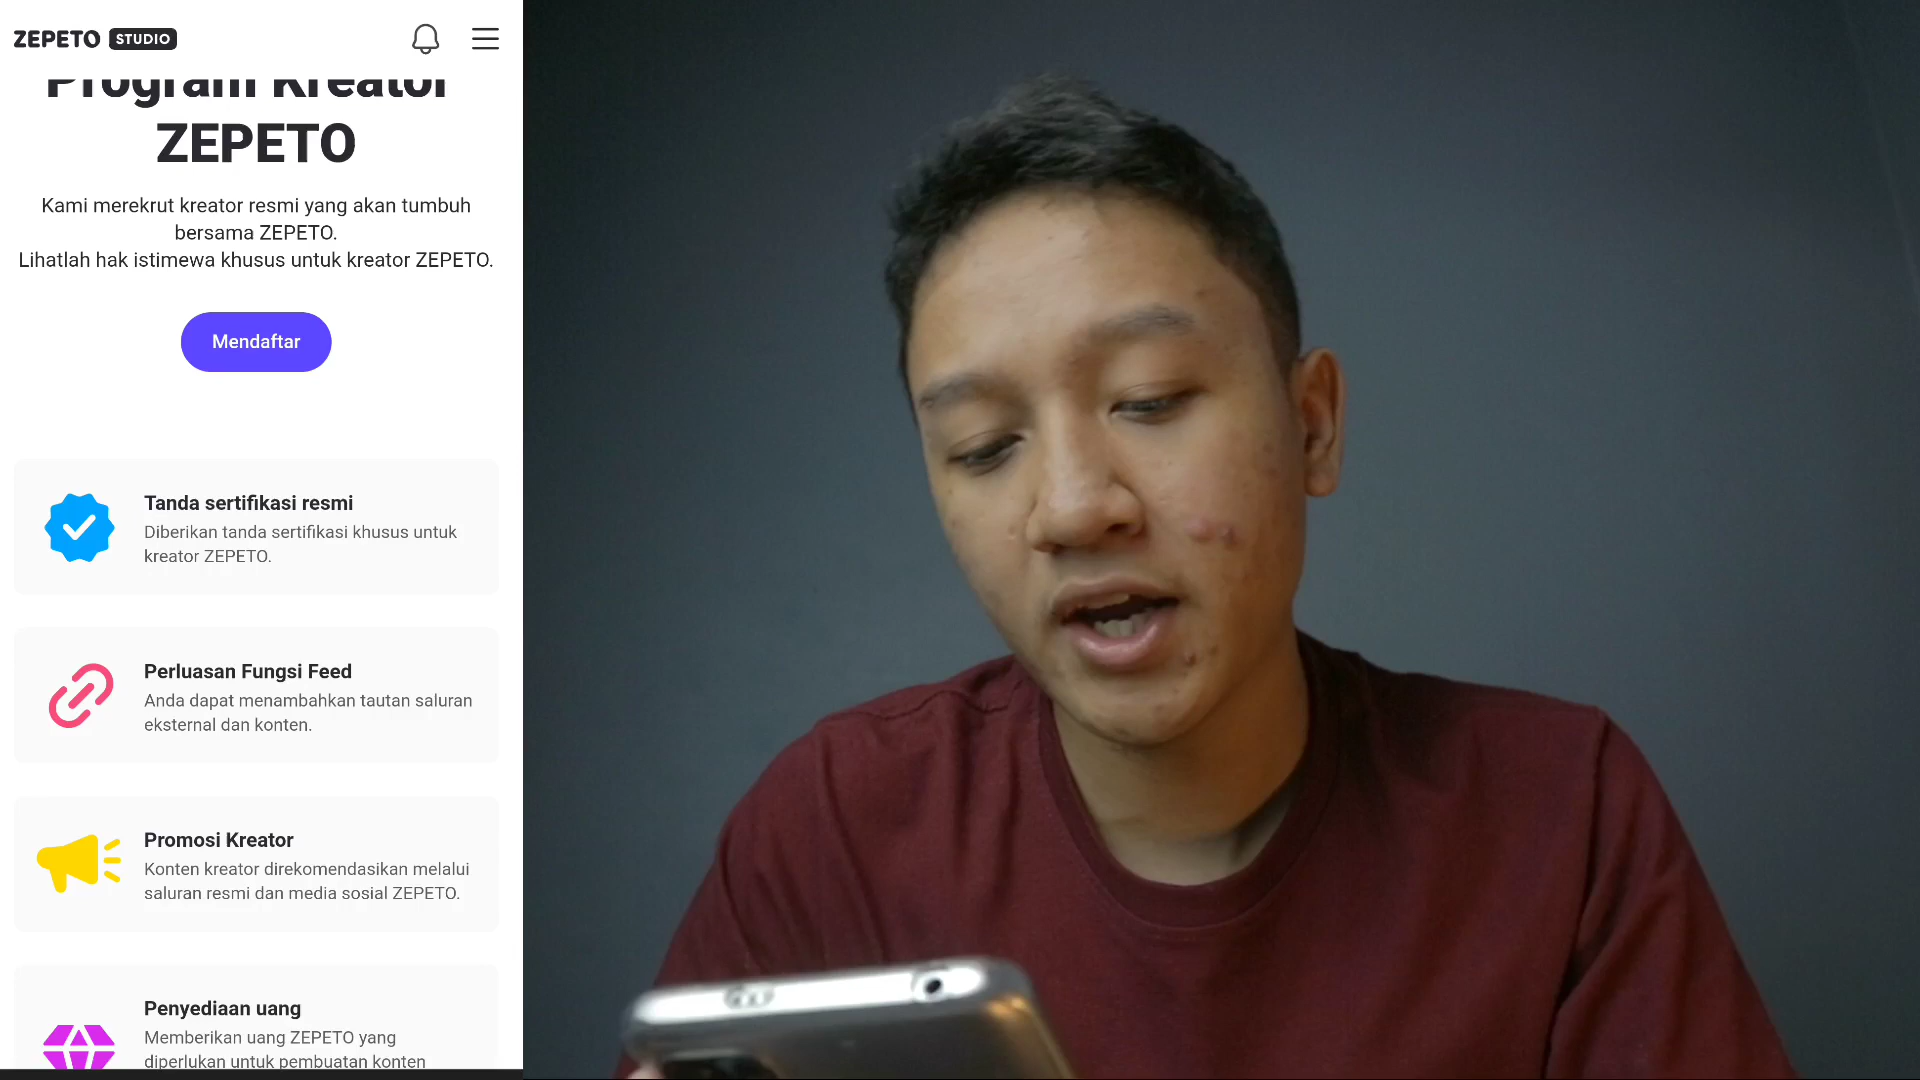 ZEPETO STUDIO
Program Kreator
ZEPETO
Kami merekrut kreator resmi yang akan tumbuh
bersama ZEPETO.
Lihatlah hak istimewa khusus untuk kreator ZEPETO.
Mendaftar
Tanda sertifikasi resmi
Diberikan tanda sertifikasi khusus untuk
kreator ZEPETO.
Perluasan Fungsi Feed
Anda dapat menambahkan tautan saluran
eksternal dan konten.
Promosi Kreator
Konten kreator direkomendasikan melalui
saluran resmi dan media sosial ZEPETO.
Penyediaan uang
Memberikan uang ZEPETO yang
diperlukan untuk pembuatan konten